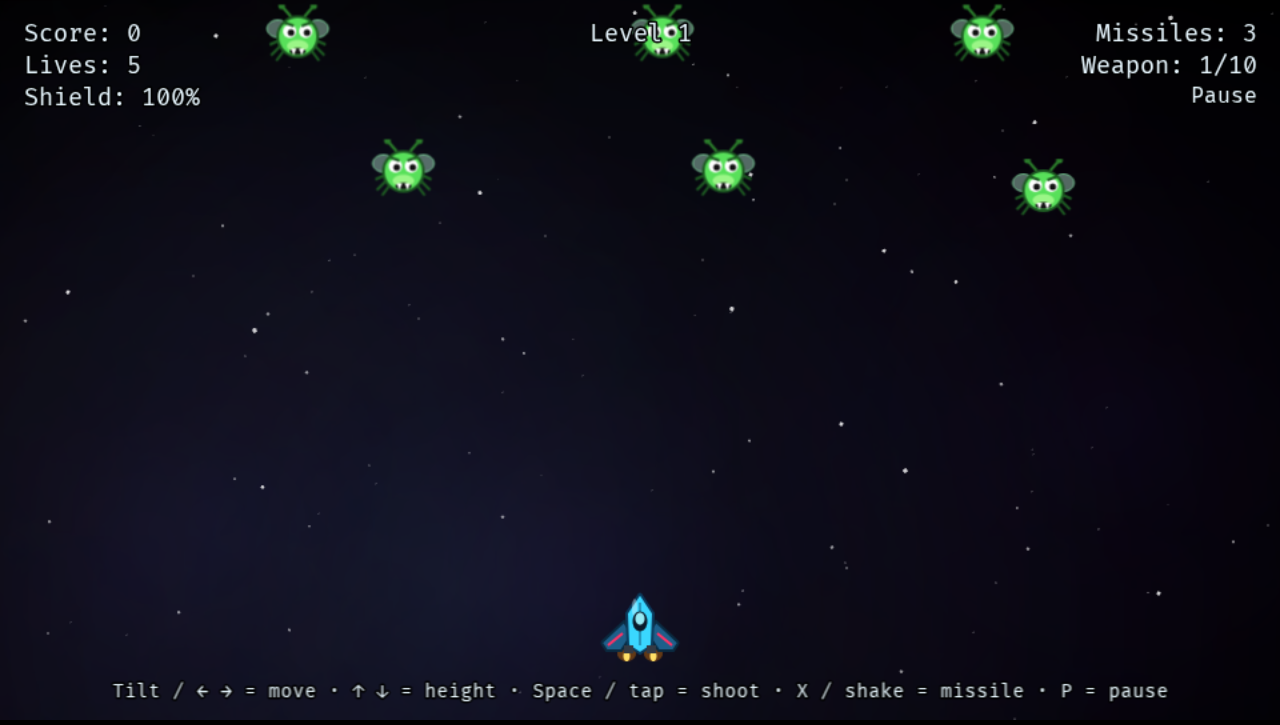 Score: 0
Lives: 5
Shield: 100%
Level 1
Missiles: 3
Weapon: 1/10
Pause
Tilt / ← → = move · ↑ ↓ = height · Space / tap = shoot · X / shake = missile · P = pause